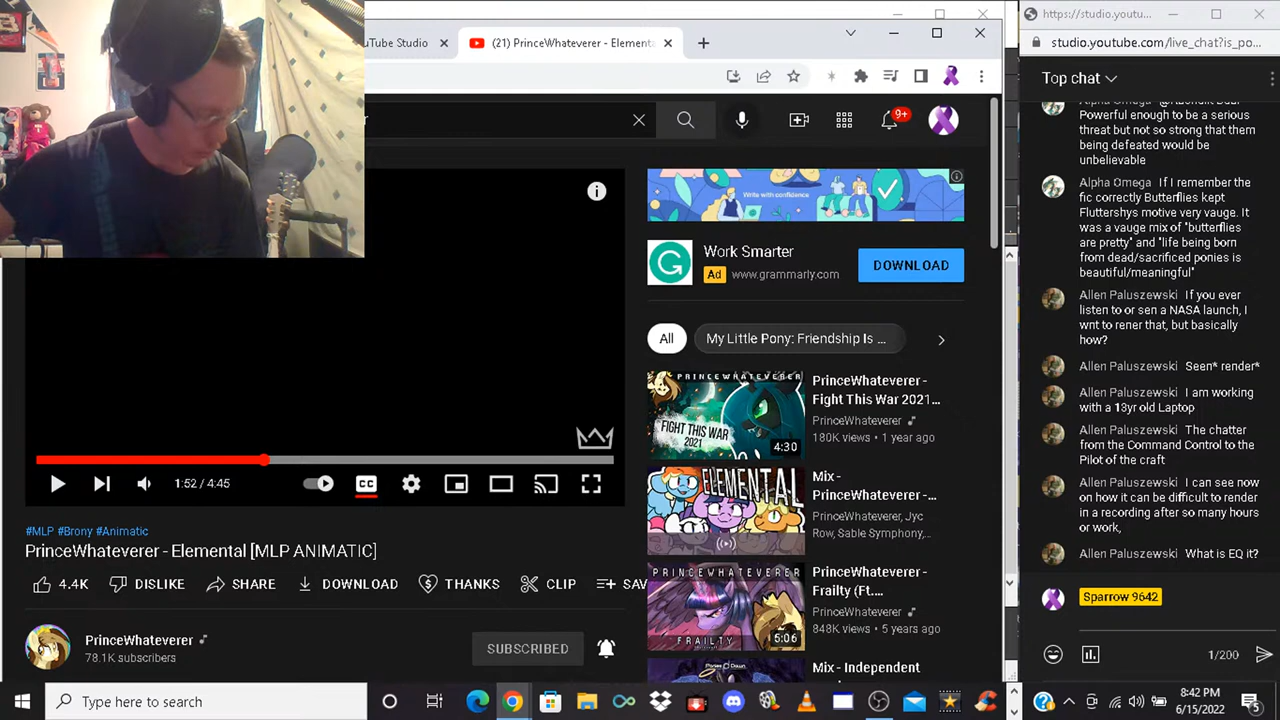 uTube Studio
(21) PrinceWhateverer - Elementa
https://studio.youtu...
studio.youtube.com/live_chat?is_po...
Top chat
9+
Write with confidence
Work Smarter
Ad www.grammarly.com
DOWNLOAD
All
My Little Pony: Friendship Is ...
PRINCEWHATEVERER
FIGHT THIS WAR
2021
4:30
PrinceWhateverer -
Fight This War 2021...
PrinceWhateverer
180K views • 1 year ago
ELEMENTAL
Mix -
PrinceWhateverer -...
PrinceWhateverer, Jyc
Row, Sable Symphony,...
PRINCEWHATEVERER
FRAILTY
5:06
PrinceWhateverer -
Frailty (Ft....
PrinceWhateverer
848K views • 5 years ago
Mix - Independent
1:52 / 4:45
CC
#MLP #Brony #Animatic
PrinceWhateverer - Elemental [MLP ANIMATIC]
4.4K
DISLIKE
SHARE
DOWNLOAD
THANKS
CLIP
SAV
PrinceWhateverer
78.1K subscribers
SUBSCRIBED
Powerful enough to be a serious
threat but not so strong that them
being defeated would be
unbelievable
Alpha Omega If I remember the
fic correctly Butterflies kept
Fluttershy's motive very vauge. It
was a vauge mix of "butterflies
are pretty" and "life being born
from dead/sacrificed ponies is
beautiful/meaningful"
Allen Paluszewski If you ever
listen to or sen a NASA launch, I
wnt to rener that, but basically
how?
Allen Paluszewski Seen* render*
Allen Paluszewski I am working
with a 13yr old Laptop
Allen Paluszewski The chatter
from the Command Control to the
Pilot of the craft
Allen Paluszewski I can see now
on how it can be difficult to render
in a recording after so many hours
or work,
Allen Paluszewski What is EQ it?
Sparrow 9642
1/200
Type here to search
8:42 PM
6/15/2022
5